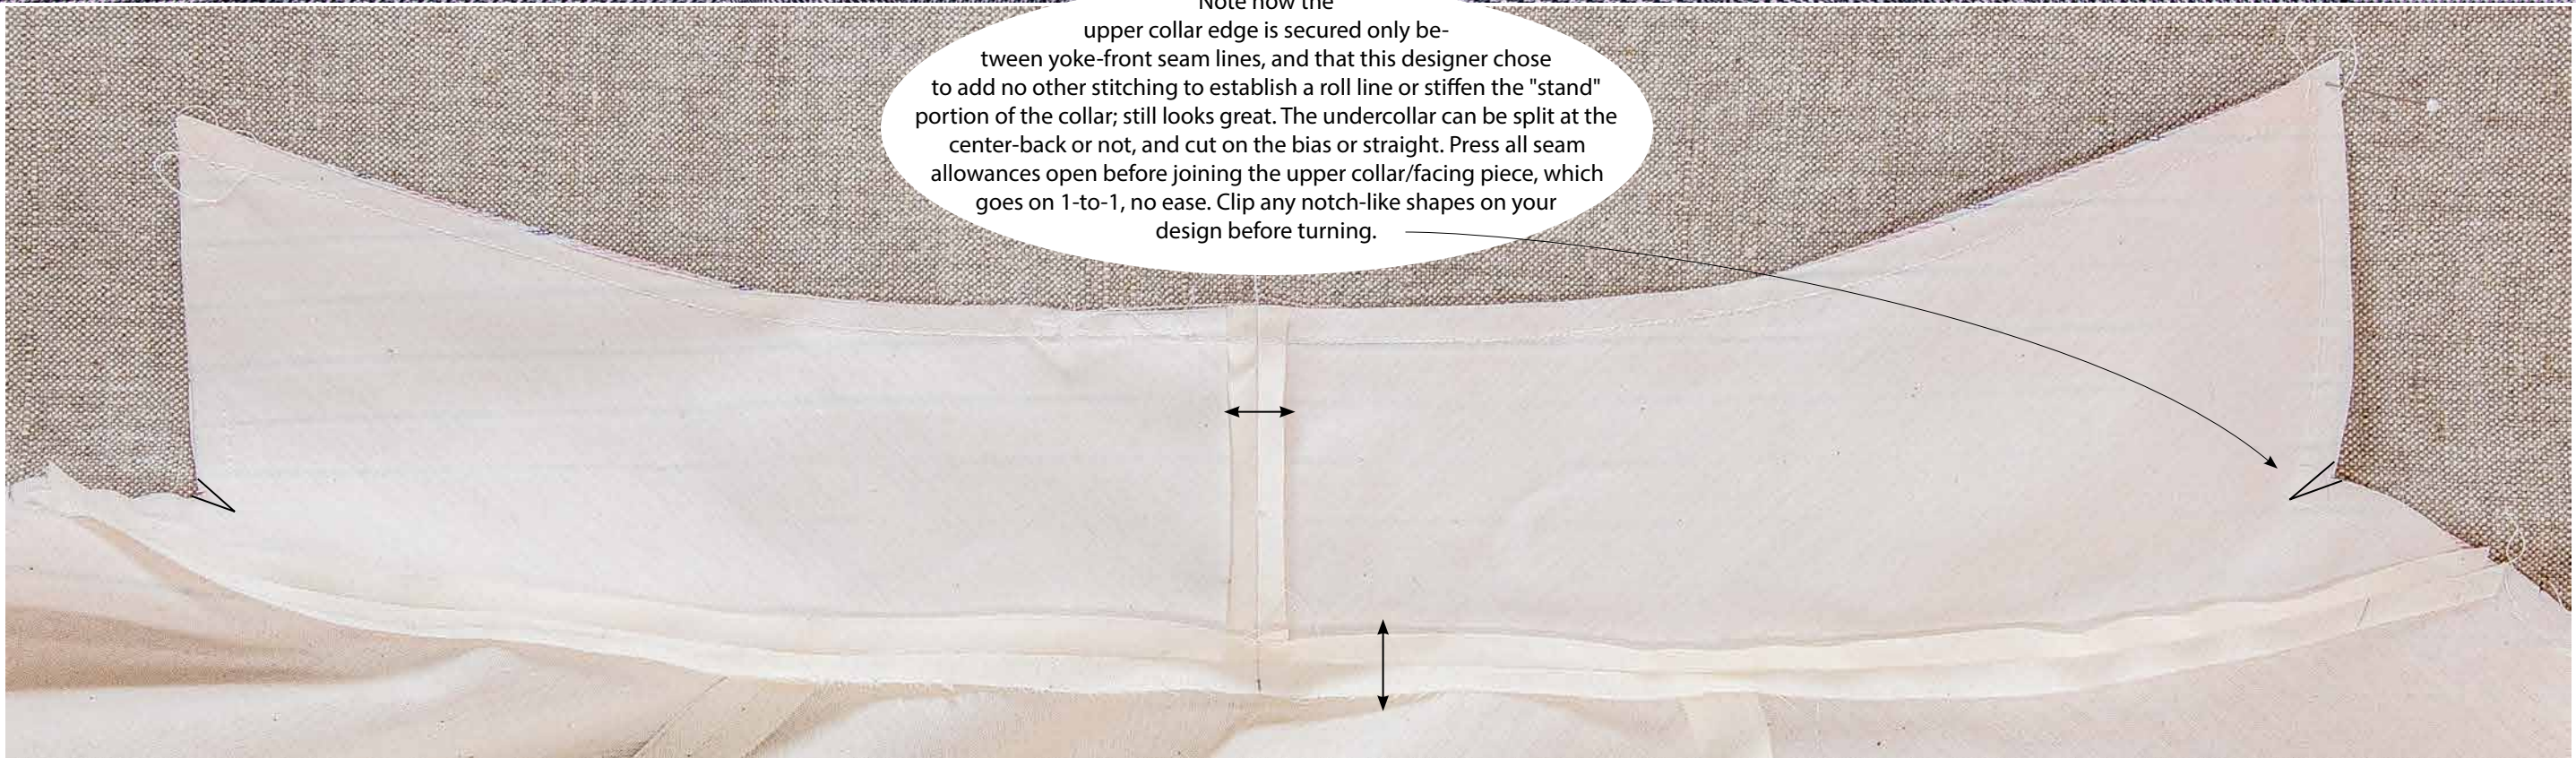 Note how the
upper collar edge is secured only be-
tween yoke-front seam lines, and that this designer chose
to add no other stitching to establish a roll line or stiffen the "stand"
portion of the collar; still looks great. The undercollar can be split at the
center-back or not, and cut on the bias or straight. Press all seam
allowances open before joining the upper collar/facing piece, which
goes on 1-to-1, no ease. Clip any notch-like shapes on your
design before turning.